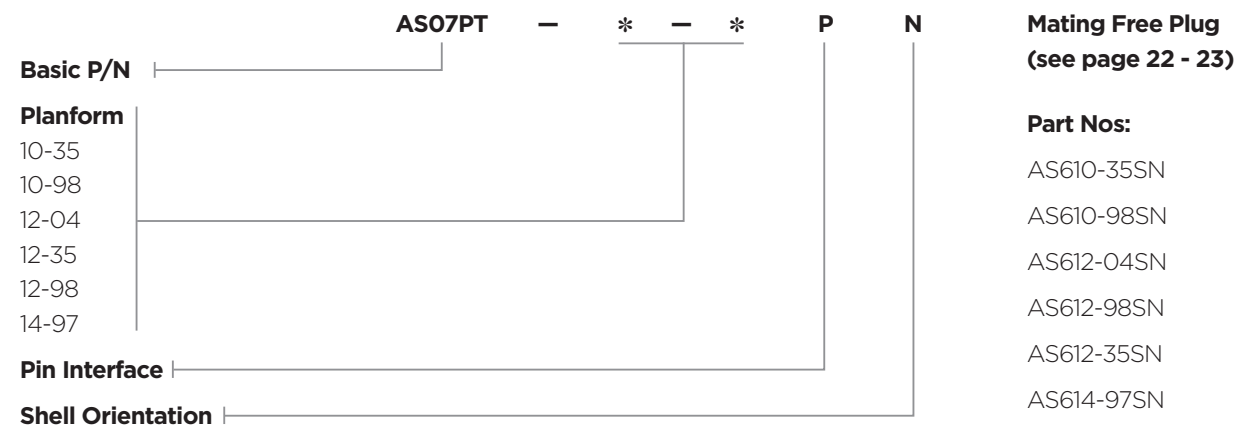 AS07PT – * – * P N
Basic P/N
Planform
10-35
10-98
12-04
12-35
12-98
14-97
Pin Interface
Shell Orientation
Mating Free Plug
(see page 22 - 23)
Part Nos:
AS610-35SN
AS610-98SN
AS612-04SN
AS612-98SN
AS612-35SN
AS614-97SN